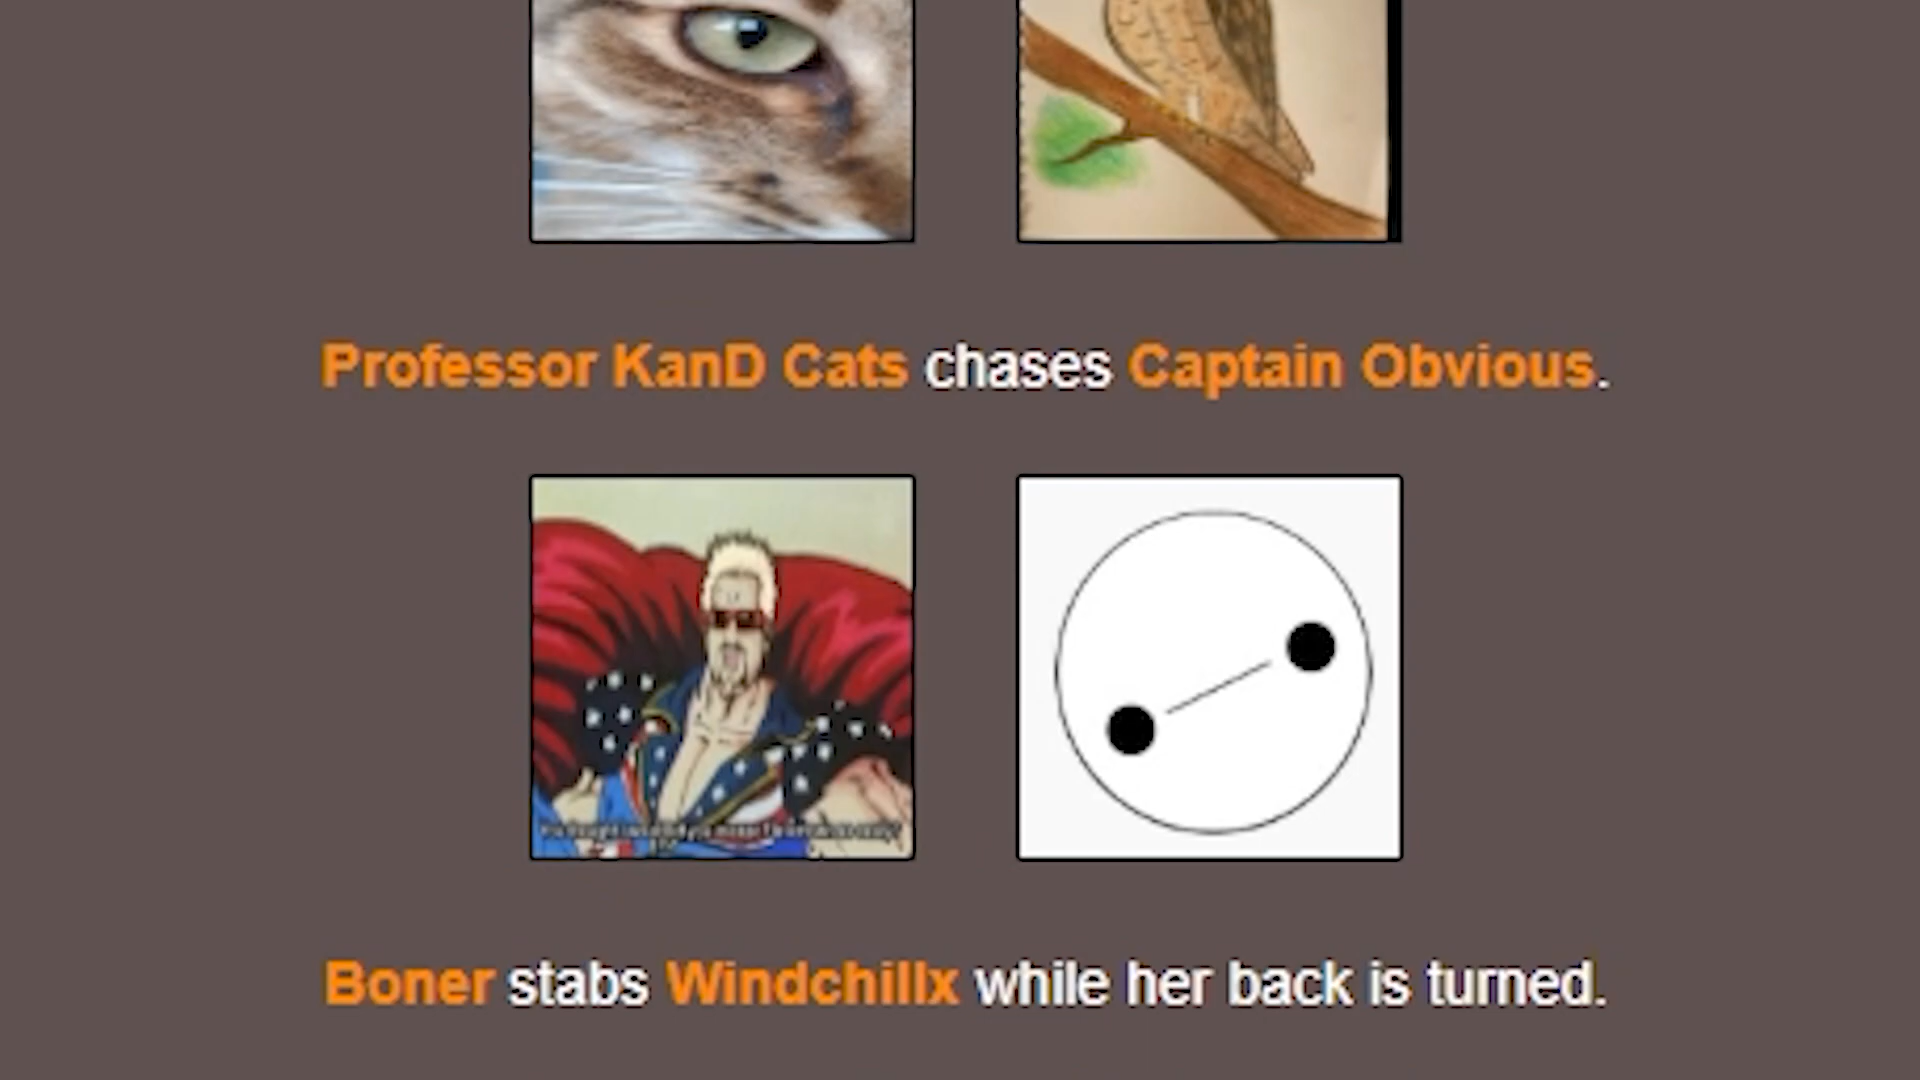 Professor KanD Cats chases Captain Obvious.
Boner stabs Windchillx while her back is turned.